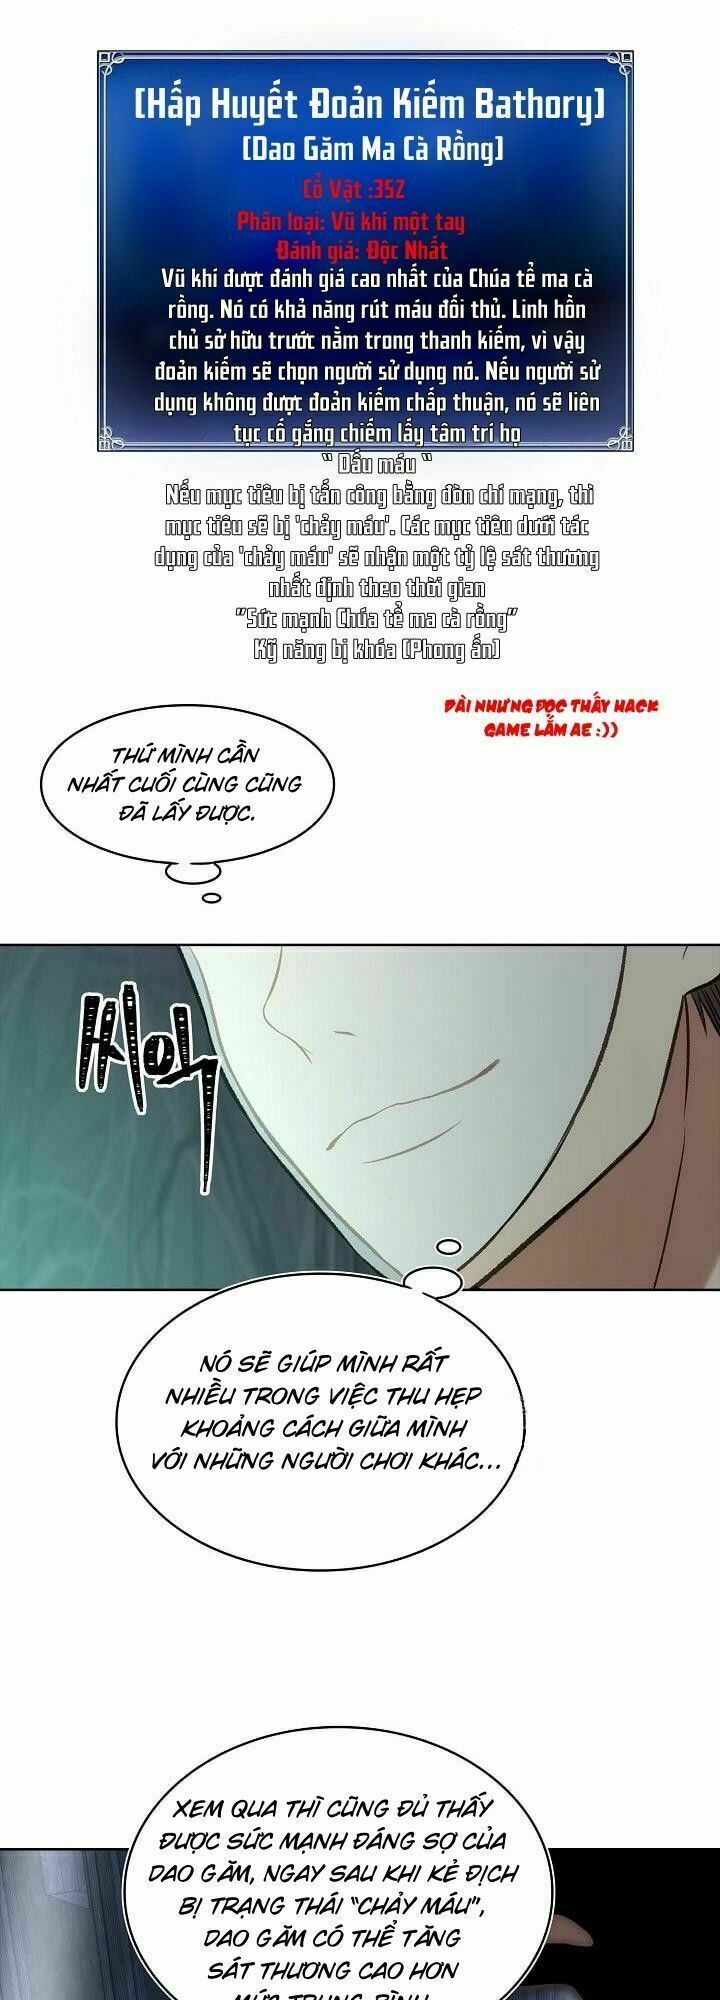 [Hấp Huyết Đoản Kiếm Bathory]
[Dao Găm Ma Cà Rồng]
Cổ Vật :352
Phân loại: Vũ khí một tay
Đánh giá: Độc Nhất
Vũ khí được đánh giá cao nhất của Chúa tể ma cà
rồng. Nó có khả năng rút máu đối thủ. Linh hồn
chủ sở hữu trước nằm trong thanh kiếm, vì vậy
đoản kiếm sẽ chọn người sử dụng nó. Nếu người sử
dụng không được đoản kiếm chấp thuận, nó sẽ liên
tục cố gắng chiếm lấy tâm trí họ
“ Dấu máu “
Nếu mục tiêu bị tấn công bằng đòn chí mạng, thì
mục tiêu sẽ bị 'chảy máu'. Các mục tiêu dưới tác
dụng của 'chảy máu' sẽ nhận một tỷ lệ sát thương
nhất định theo thời gian
"Sức mạnh Chúa tể ma cà rồng"
Kỹ năng bị khóa [Phong ấn]
DÀI NHƯNG ĐỌC THẤY HACK
GAME LẮM AE :))
THỨ MÌNH CẦN
NHẤT CUỐI CÙNG CŨNG
ĐÃ LẤY ĐƯỢC.
NÓ SẼ GIÚP MÌNH RẤT
NHIỀU TRONG VIỆC THU HẸP
KHOẢNG CÁCH GIỮA MÌNH
VỚI NHỮNG NGƯỜI CHƠI KHÁC...
XEM QUA THÌ CŨNG ĐỦ THẤY
ĐƯỢC SỨC MẠNH ĐÁNG SỢ CỦA
DAO GĂM, NGAY SAU KHI KẺ ĐỊCH
BỊ TRẠNG THÁI "CHẢY MÁU",
DAO GĂM CÓ THỂ TĂNG
SÁT THƯƠNG CAO HƠN
MỨC TRUNG BÌNH